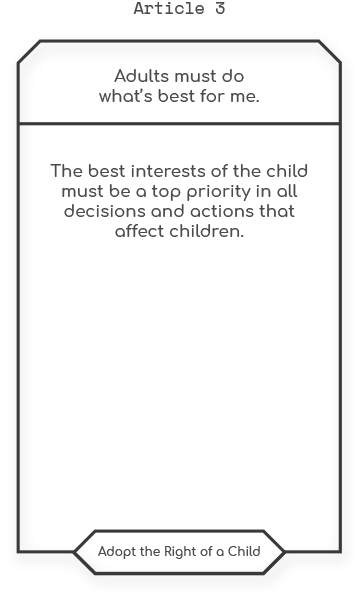 Article 3
Adults must do
what's best for me.
The best interests of the child
must be a top priority in all
decisions and actions that
affect children.
Adopt the Right of a Child